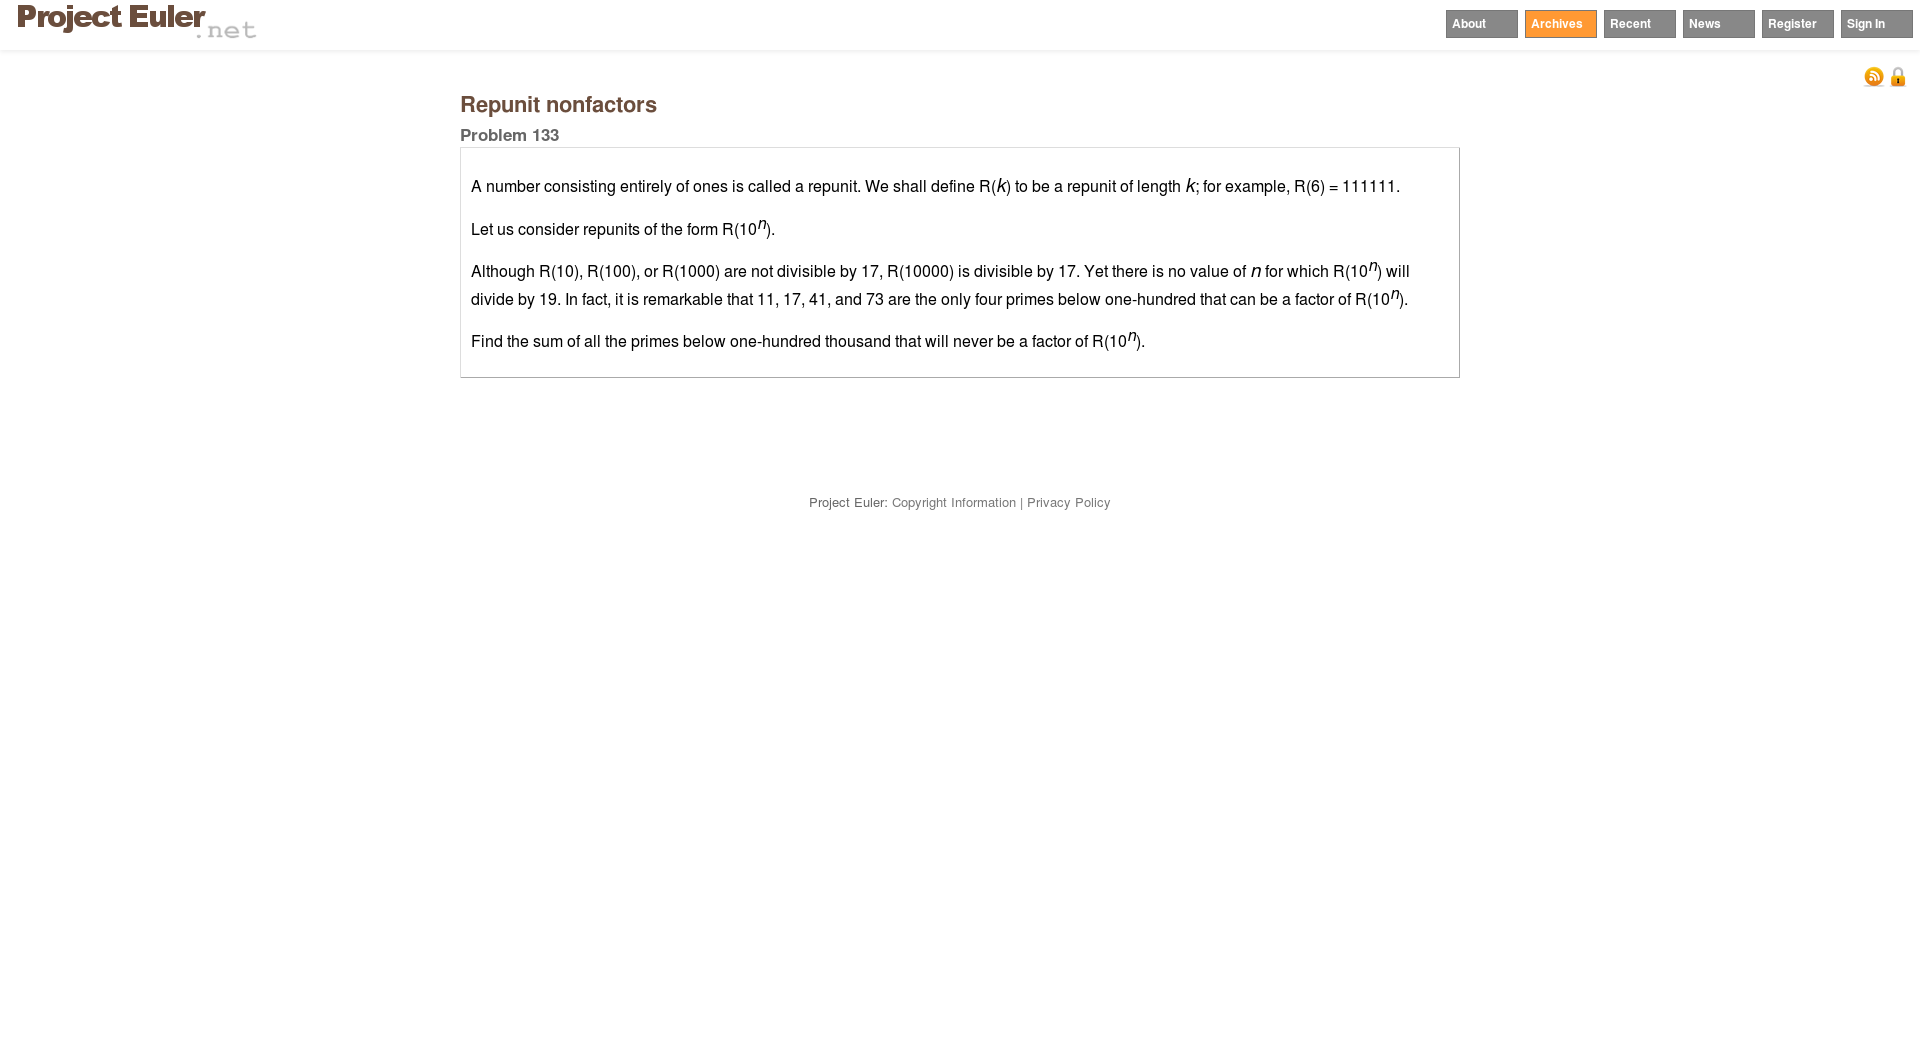 Project Euler.net
About Archives Recent News Register Sign In
Repunit nonfactors
Problem 133
A number consisting entirely of ones is called a repunit. We shall define R(k) to be a repunit of length k; for example, R(6) = 111111.
Let us consider repunits of the form R(10^n).
Although R(10), R(100), or R(1000) are not divisible by 17, R(10000) is divisible by 17. Yet there is no value of n for which R(10^n) will
divide by 19. In fact, it is remarkable that 11, 17, 41, and 73 are the only four primes below one-hundred that can be a factor of R(10^n).
Find the sum of all the primes below one-hundred thousand that will never be a factor of R(10^n).
Project Euler: Copyright Information | Privacy Policy